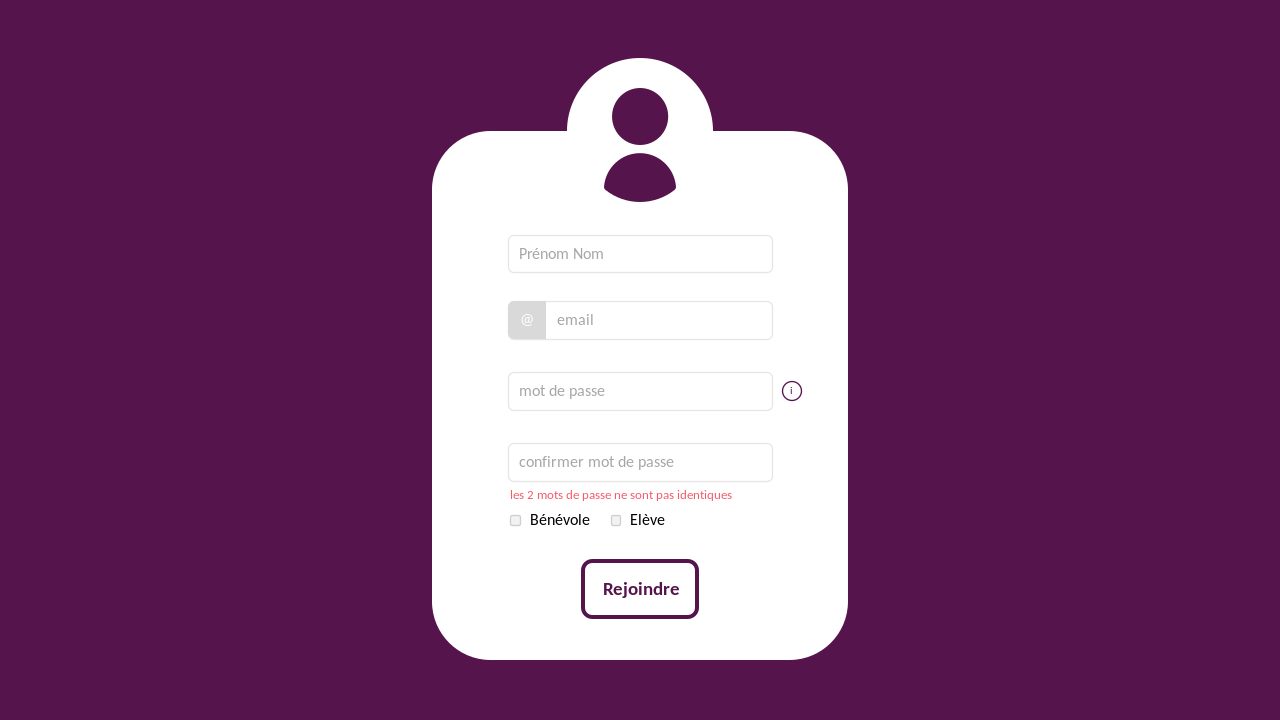 Prénom Nom
@ email
mot de passe i
confirmer mot de passe
les 2 mots de passe ne sont pas identiques
Bénévole Elève
Rejoindre